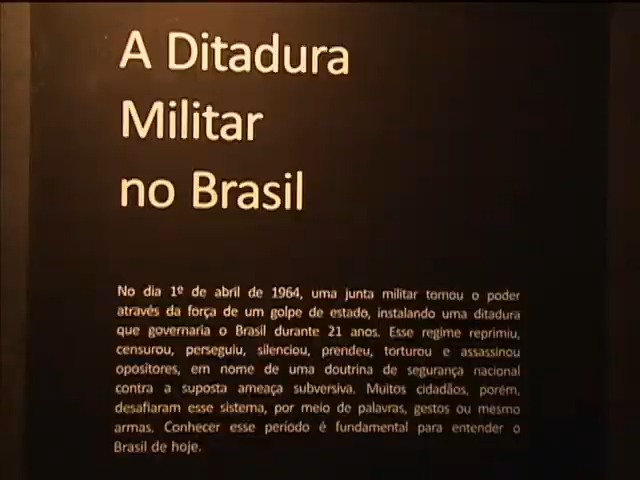 A Ditadura
Militar
no Brasil
No dia 1º de abril de 1964, uma junta militar tomou o poder
através da força de um golpe de estado, instalando uma ditadura
que governaria o Brasil durante 21 anos. Esse regime reprimiu,
censurou, perseguiu, silenciou, prendeu, torturou e assassinou
opositores, em nome de uma doutrina de segurança nacional
contra a suposta ameaça subversiva. Muitos cidadãos, porém,
desafiaram esse sistema, por meio de palavras, gestos ou mesmo
armas. Conhecer esse período é fundamental para entender o
Brasil de hoje.